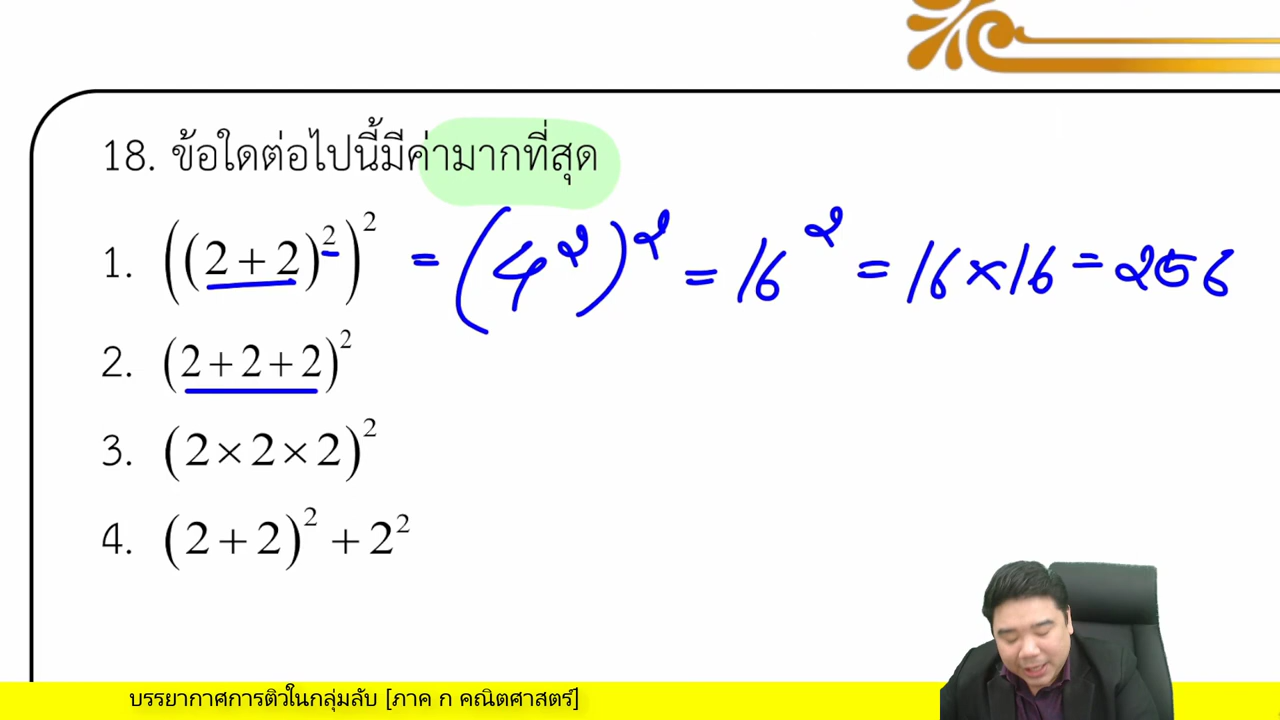 18. ข้อใดต่อไปนี้มีค่ามากที่สุด
1. ((2+2)²)² = (4²)² = 16² = 16×16 = 256
2. (2+2+2)²
3. (2×2×2)²
4. (2+2)²+2²
บรรยากาศการติวในกลุ่มลับ [ภาค ก คณิตศาสตร์]